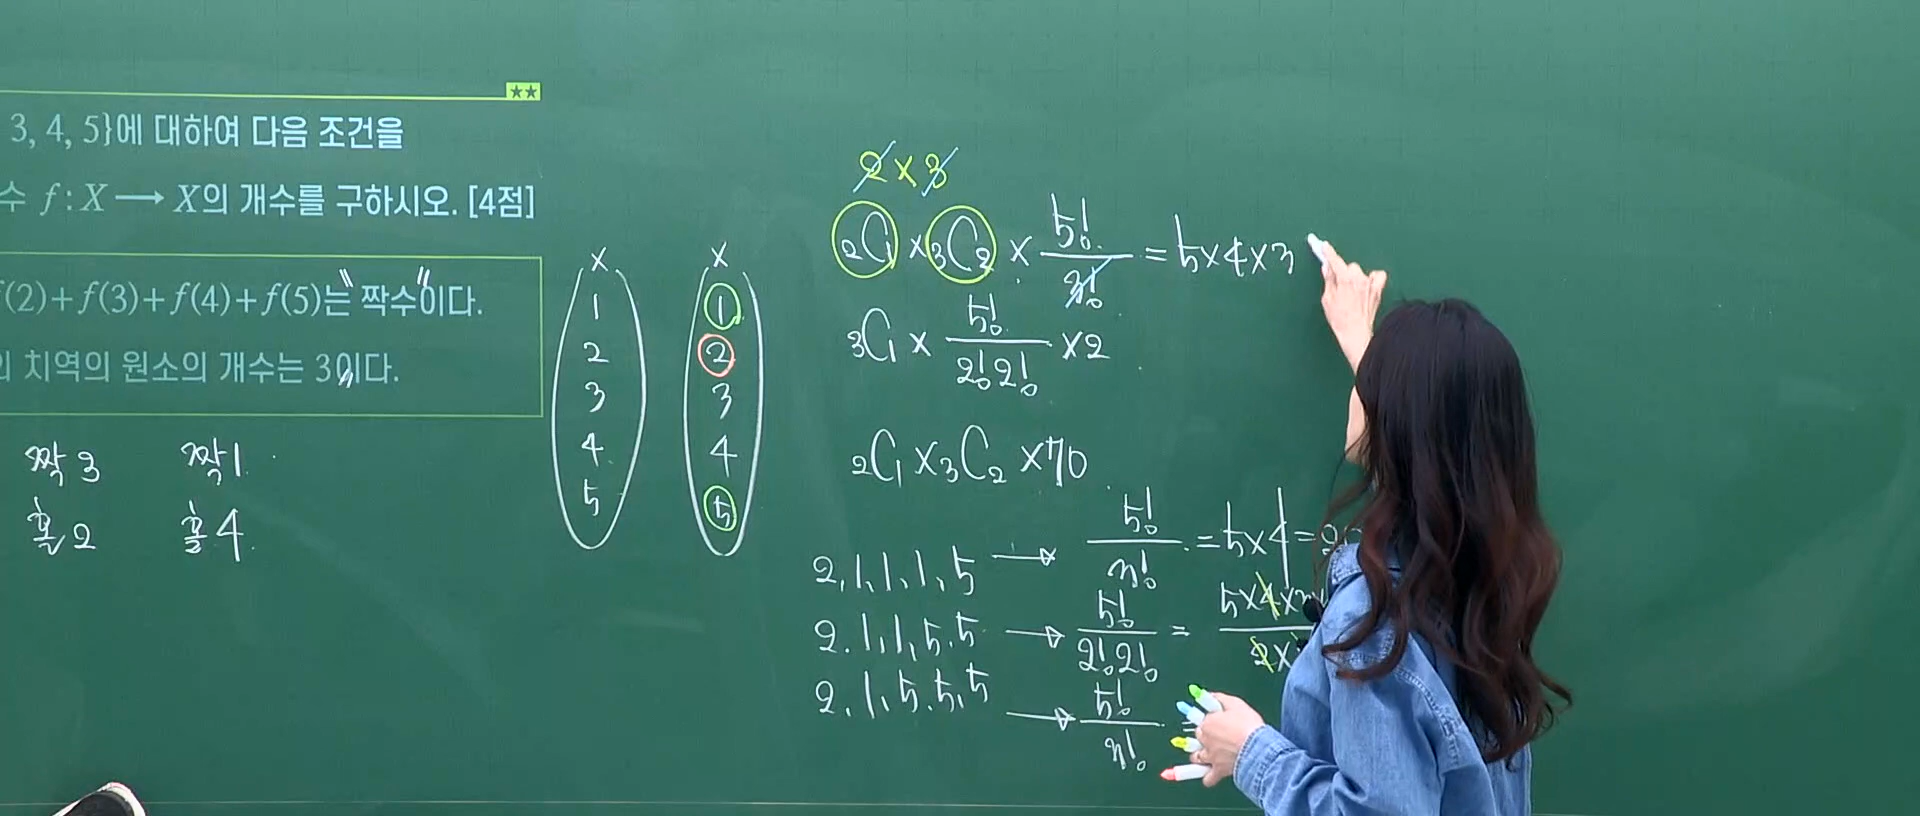 ★★
3, 4, 5}에 대하여 다음 조건을
수 f : X → X의 개수를 구하시오. [4점]
f(2)+f(3)+f(4)+f(5)는 짝수이다.
의 치역의 원소의 개수는 3이다.
짝 3 짝 1
홀 2 홀 4
X X
1 1
2 2
3 3
4 4
5 5
2 × 3
₂C₁ × ₃C₂ × 5!/3! = 5×4×3
₃C₁ × 5!/2!2! ×2
₂C₁ × ₃C₂ ×70
2, 1, 1, 1, 5 → 5!/3! = 5×4 =
2. 1, 1, 5. 5 → 5!/2!2! = 5×4×3
2. 1, 5. 5. 5 → 5!/3! =